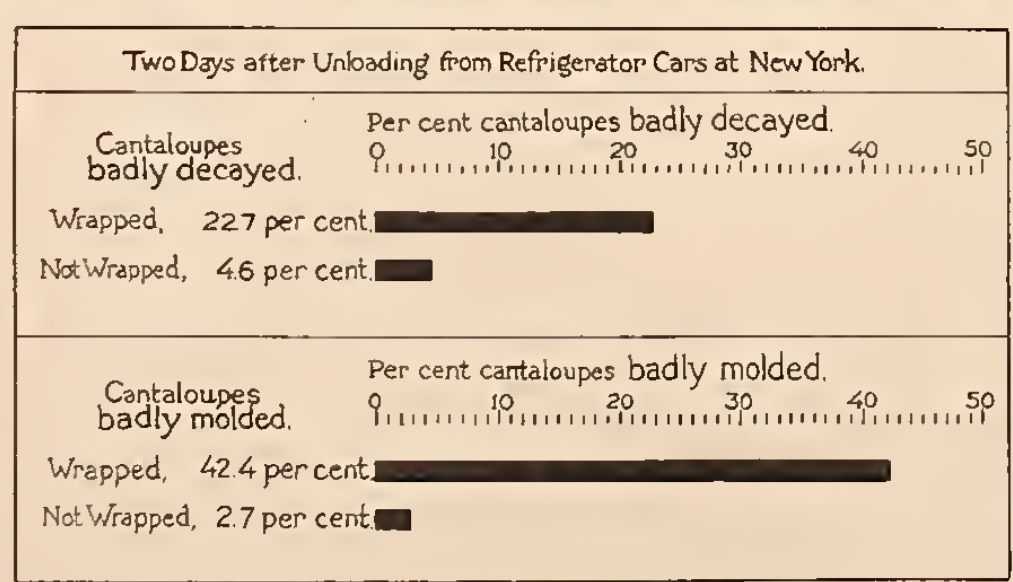 Two Days after Unloading from Refrigerator Cars at New York.
Per cent cantaloupes badly decayed.
Cantaloupes
badly decayed.
0 10 20 30 40 50
Wrapped, 22.7 per cent.
Not Wrapped, 4.6 per cent.
Per cent cantaloupes badly molded.
Cantaloupes
badly molded.
0 10 20 30 40 50
Wrapped, 42.4 per cent.
Not Wrapped, 2.7 per cent.